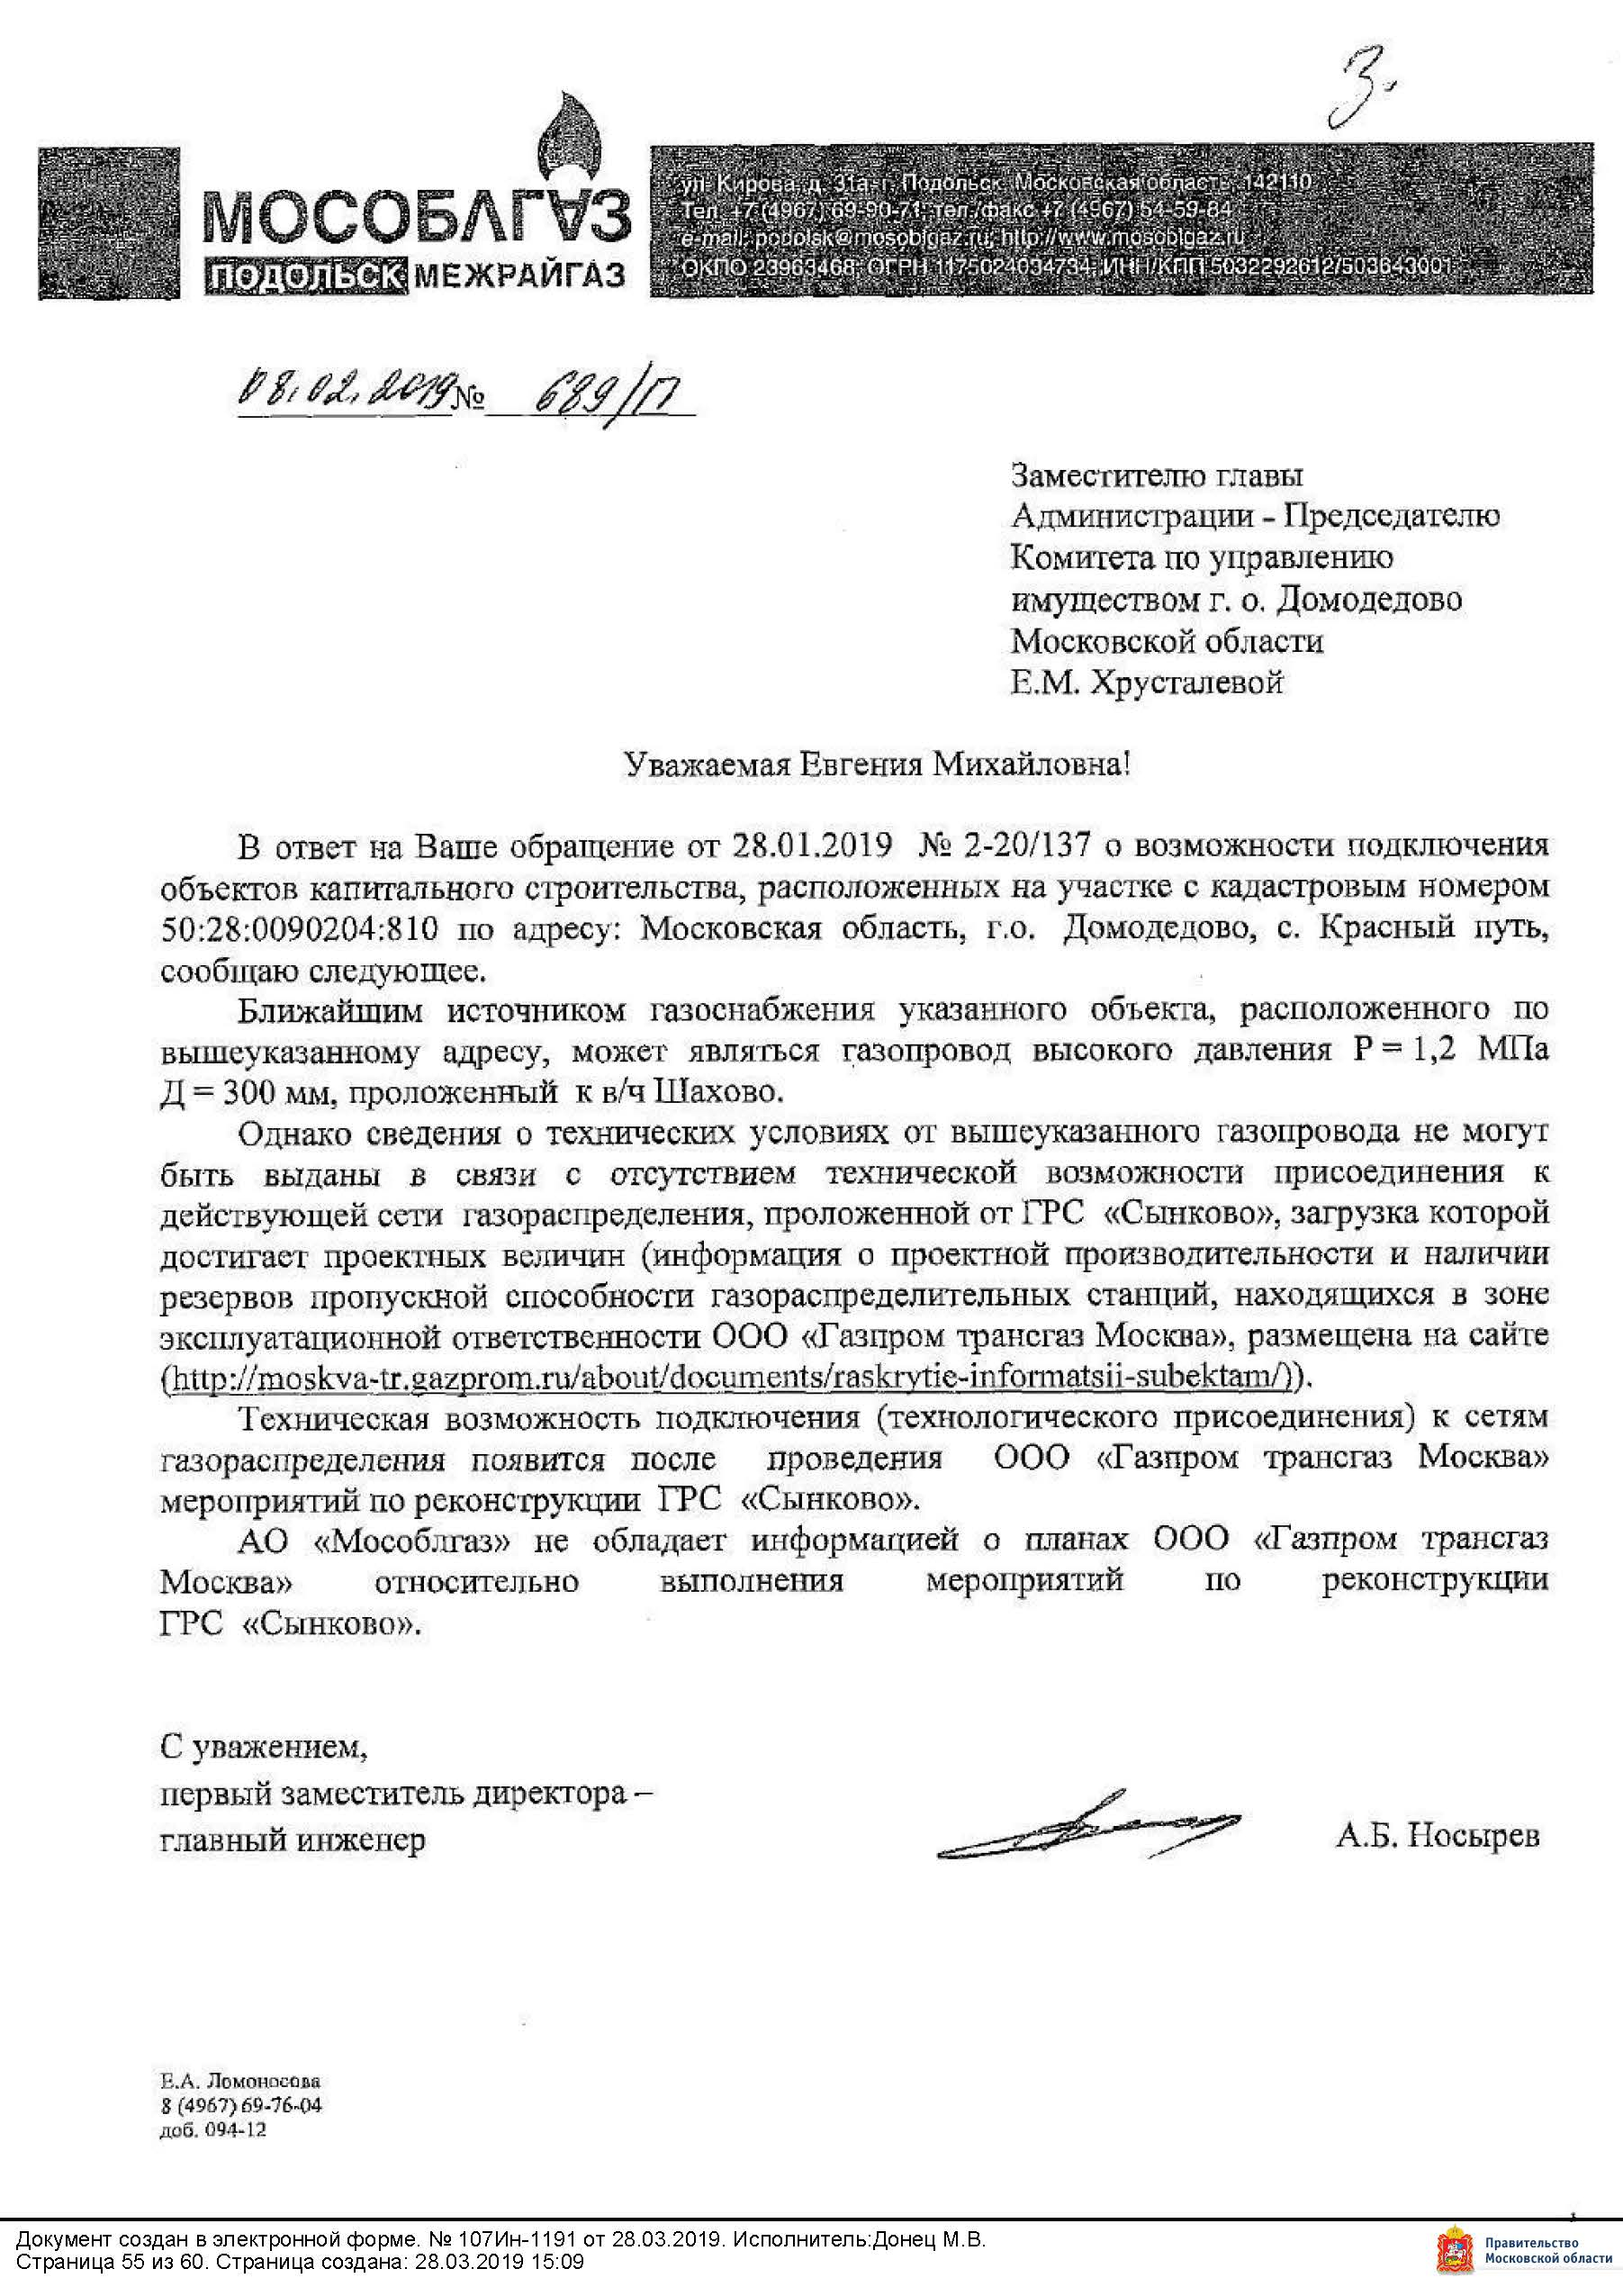 3.
МОСОБЛГАЗ
ПОДОЛЬСК МЕЖРАЙГАЗ
ул. Кирова, д. 31а, г. Подольск, Московская область, 142110
Тел. +7 (4967) 69-90-71, тел./факс +7 (4967) 54-59-84
e-mail: podolsk@mosoblgaz.ru, http://www.mosoblgaz.ru
ОКПО 23963468, ОГРН 1175024034734, ИНН/КПП 5032292612/503643001
08.02.2019 № 689/П
Заместителю главы
Администрации - Председателю
Комитета по управлению
имуществом г. о. Домодедово
Московской области
Е.М. Хрусталевой
Уважаемая Евгения Михайловна!
В ответ на Ваше обращение от 28.01.2019 № 2-20/137 о возможности подключения
объектов капитального строительства, расположенных на участке с кадастровым номером
50:28:0090204:810 по адресу: Московская область, г.о. Домодедово, с. Красный путь,
сообщаю следующее.
Ближайшим источником газоснабжения указанного объекта, расположенного по
вышеуказанному адресу, может являться газопровод высокого давления Р = 1,2 МПа
Д = 300 мм, проложенный к в/ч Шахово.
Однако сведения о технических условиях от вышеуказанного газопровода не могут
быть выданы в связи с отсутствием технической возможности присоединения к
действующей сети газораспределения, проложенной от ГРС «Сынково», загрузка которой
достигает проектных величин (информация о проектной производительности и наличии
резервов пропускной способности газораспределительных станций, находящихся в зоне
эксплуатационной ответственности ООО «Газпром трансгаз Москва», размещена на сайте
(http://moskva-tr.gazprom.ru/about/documents/raskrytie-informatsii-subektam/)).
Техническая возможность подключения (технологического присоединения) к сетям
газораспределения появится после проведения ООО «Газпром трансгаз Москва»
мероприятий по реконструкции ГРС «Сынково».
АО «Мособлгаз» не обладает информацией о планах ООО «Газпром трансгаз
Москва» относительно выполнения мероприятий по реконструкции
ГРС «Сынково».
С уважением,
первый заместитель директора –
главный инженер
А.Б. Носырев
Е.А. Ломоносова
8 (4967) 69-76-04
доб. 094-12
Документ создан в электронной форме. № 107Ин-1191 от 28.03.2019. Исполнитель:Донец М.В.
Страница 55 из 60. Страница создана: 28.03.2019 15:09
Правительство
Московской области